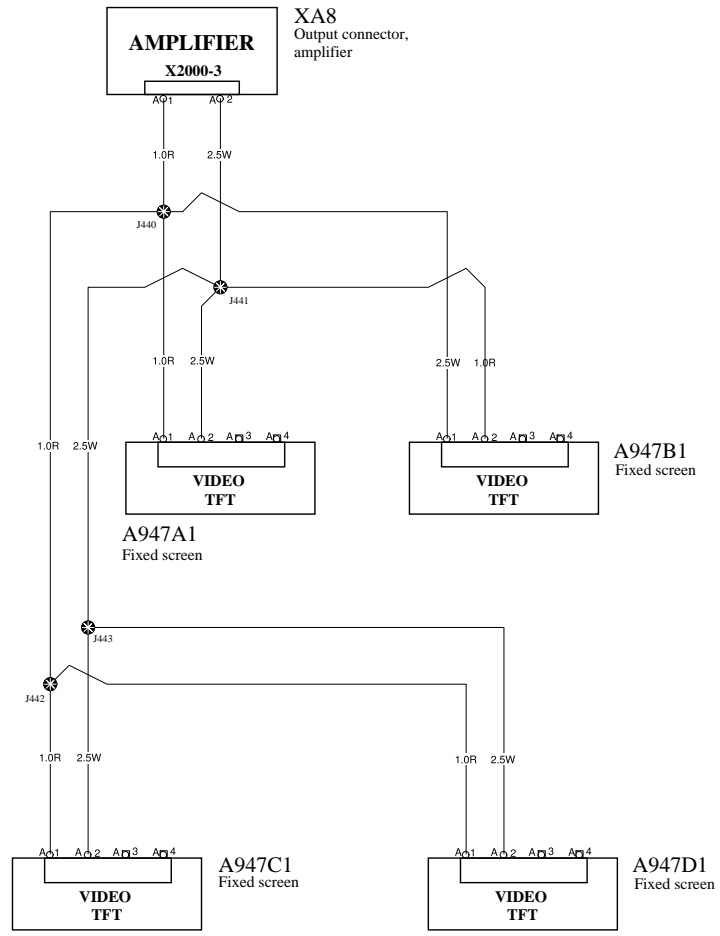 XA8
Output connector,
amplifier
AMPLIFIER
X2000-3
A 1 A 2
1.0R 2.5W
J440
J441
1.0R 2.5W 2.5W 1.0R
A 1 A 2 A 3 A 4 A 1 A 2 A 3 A 4
1.0R 2.5W
VIDEO
TFT
A947A1
Fixed screen
VIDEO
TFT
A947B1
Fixed screen
J443
J442
1.0R 2.5W 1.0R 2.5W
A 1 A 2 A 3 A 4 A 1 A 2 A 3 A 4
VIDEO
TFT
A947C1
Fixed screen
VIDEO
TFT
A947D1
Fixed screen